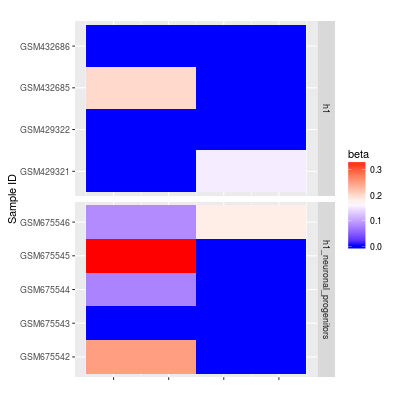 GSM432686
GSM432685
GSM429322
GSM429321
h1
GSM675546
GSM675545
GSM675544
GSM675543
GSM675542
h1_neuronal_progenitors
Sample ID
beta
0.3
0.2
0.1
0.0